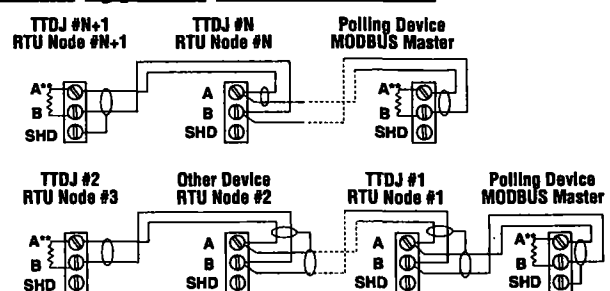 TTDJ #N+1 TTDJ #N Polling Device
RTU Node #N+1 RTU Node #N MODBUS Master
A** A A**
B B B
SHD SHD SHD
TTDJ #2 Other Device TTDJ #1 Polling Device
RTU Node #3 RTU Node #2 RTU Node #1 MODBUS Master
A** A A A**
B B B B
SHD SHD SHD SHD